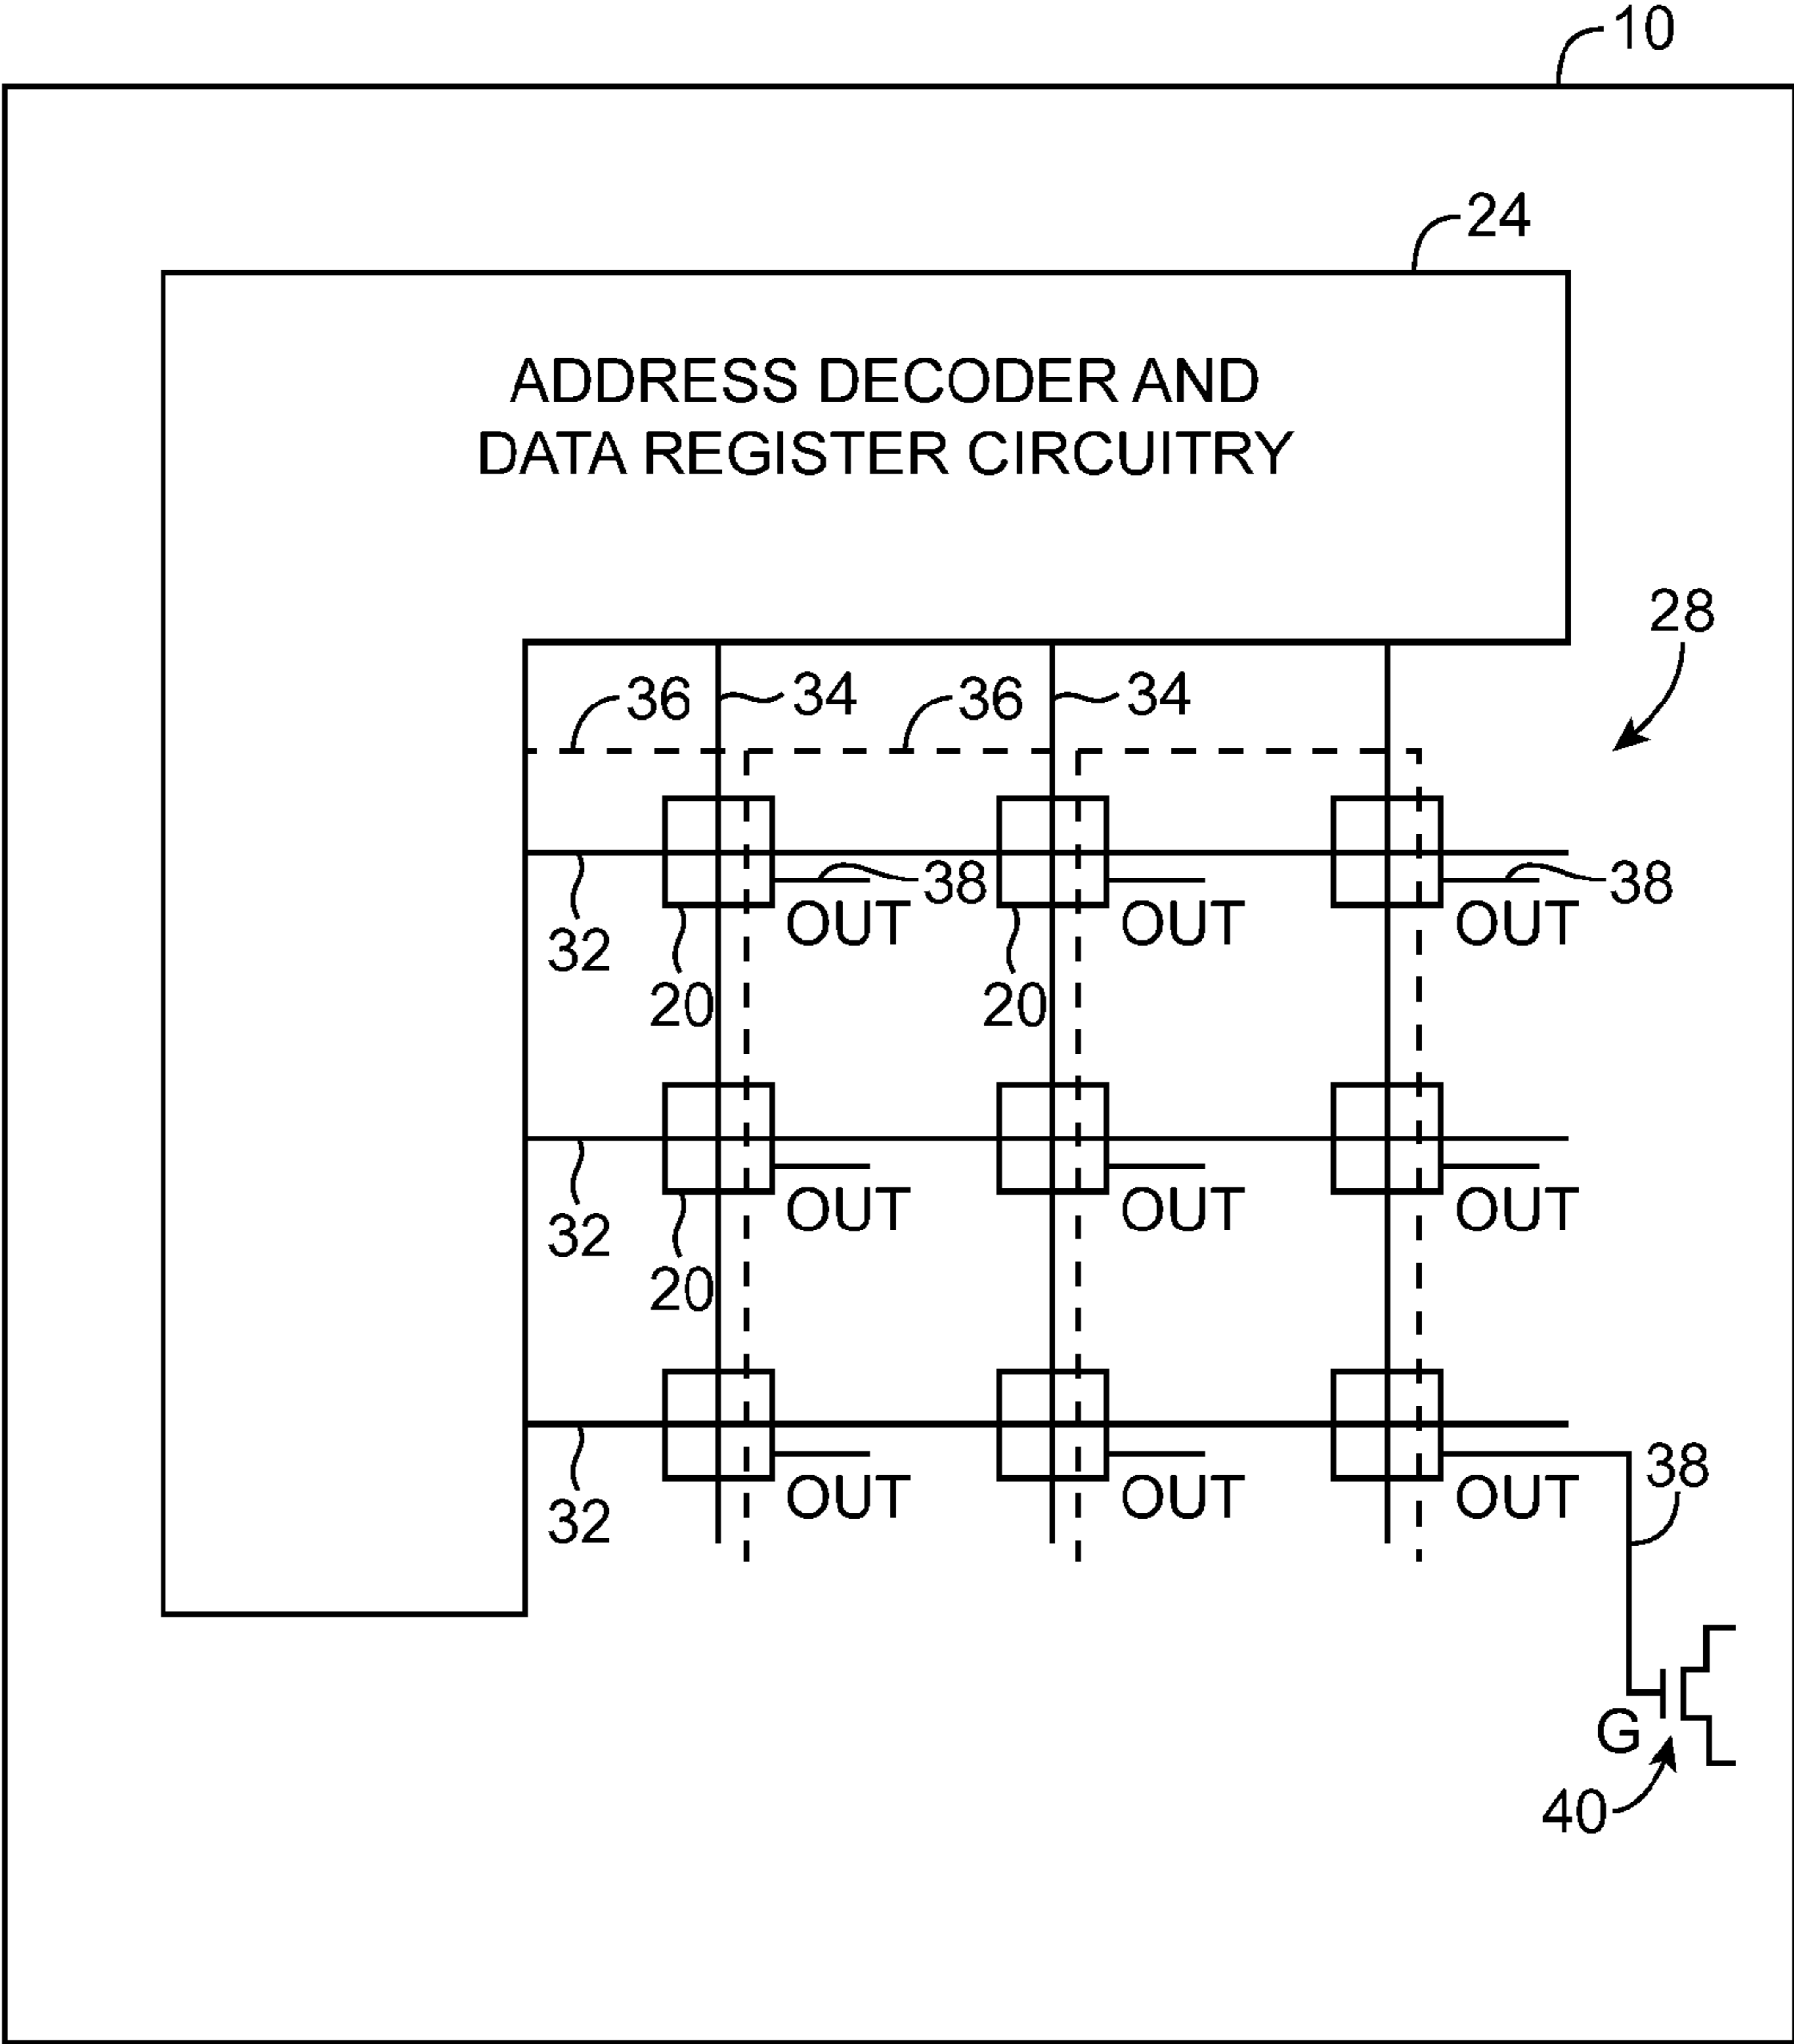 10
24
ADDRESS DECODER AND
DATA REGISTER CIRCUITRY
28
36 34 36 34
38 38
OUT OUT OUT
32
20 20
OUT OUT OUT
32
20
38
OUT OUT OUT
32
G
40